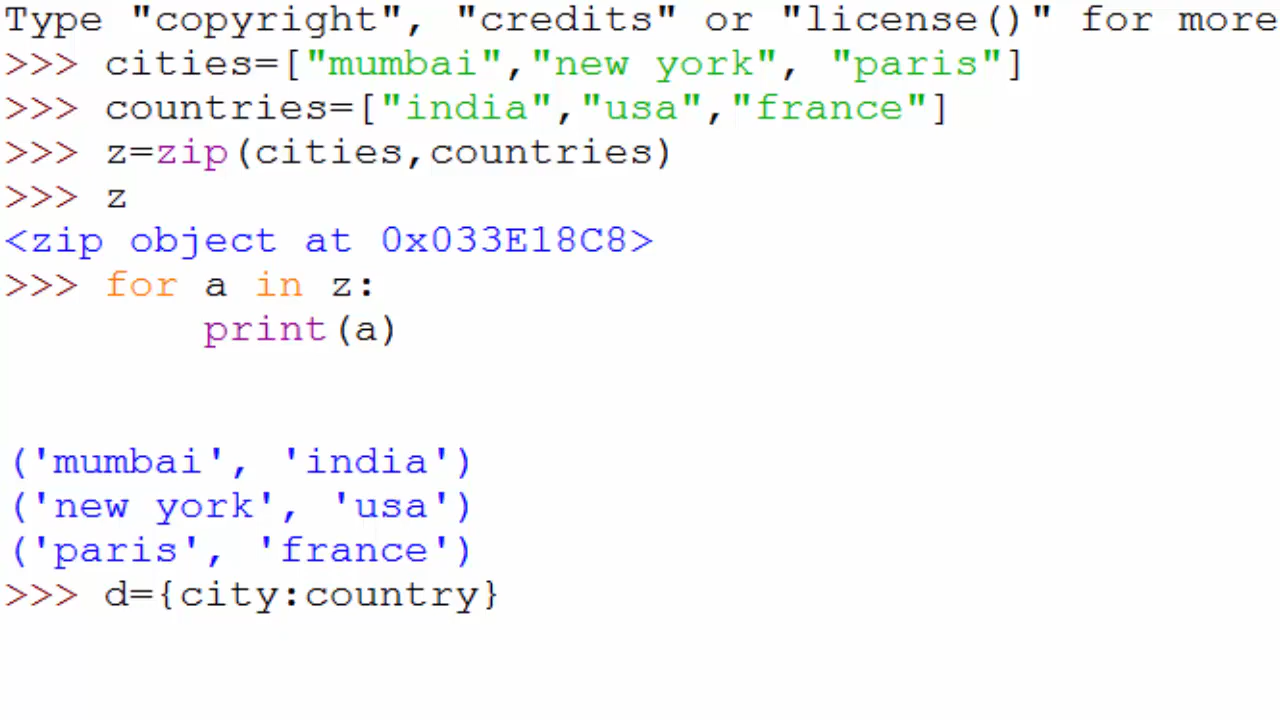 Type "copyright", "credits" or "license()" for more
>>> cities=["mumbai","new york", "paris"]
>>> countries=["india","usa","france"]
>>> z=zip(cities,countries)
>>> z
<zip object at 0x033E18C8>
>>> for a in z:
        print(a)
('mumbai', 'india')
('new york', 'usa')
('paris', 'france')
>>> d={city:country}